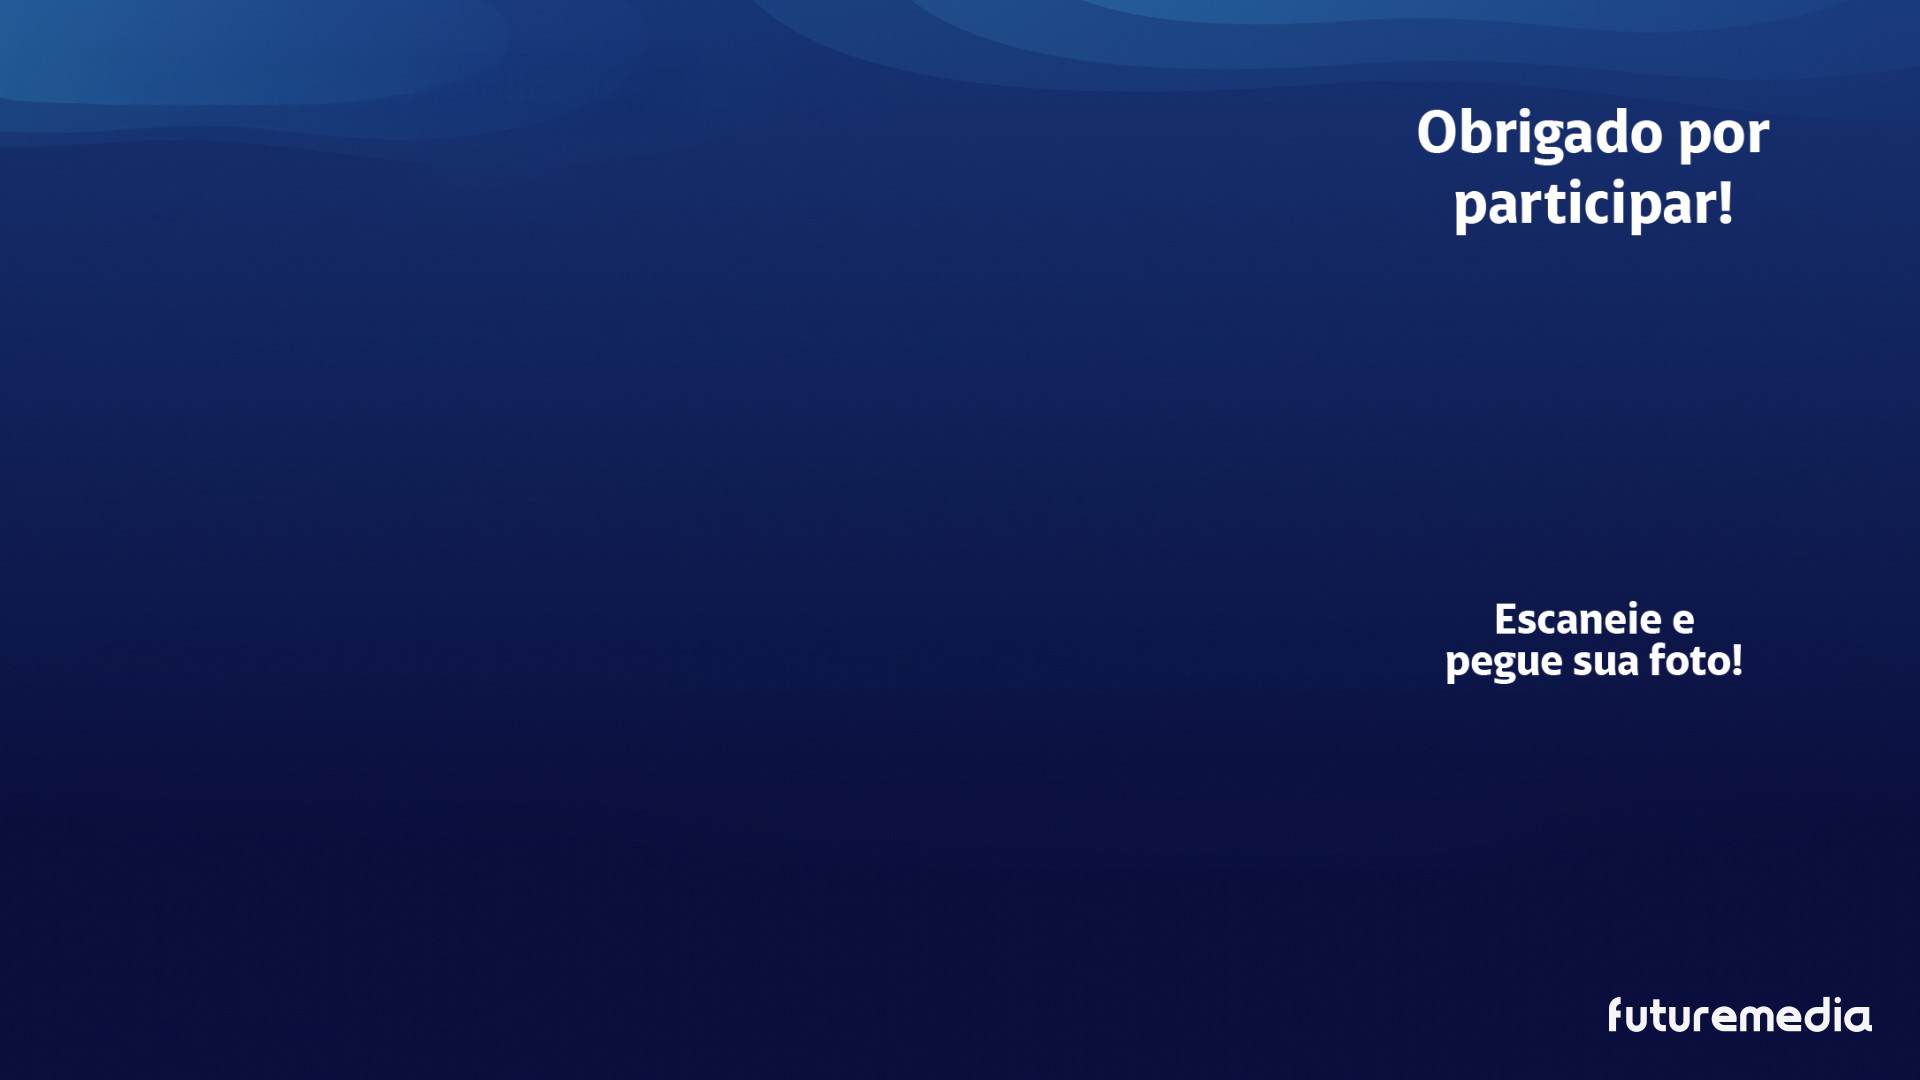 Obrigado por
participar!
Escaneie e
pegue sua foto!
futuremedia